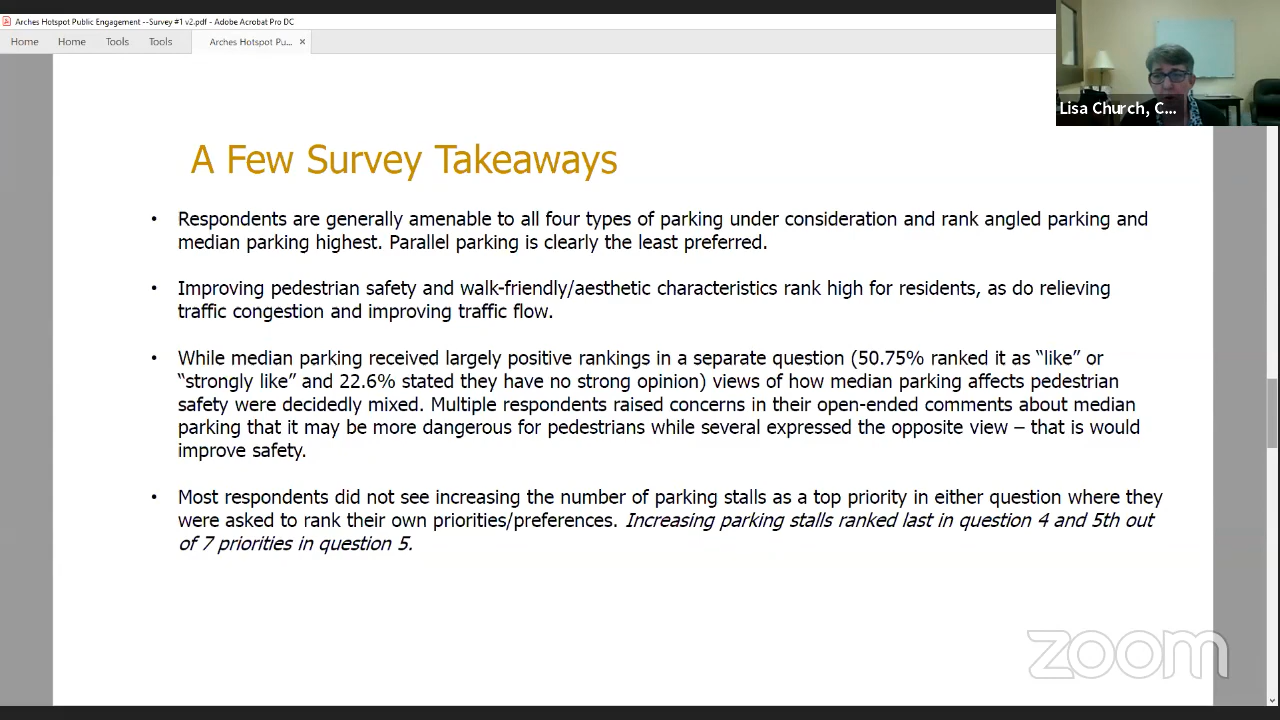 Arches Hotspot Public Engagement --Survey #1 v2.pdf - Adobe Acrobat Pro DC
Home Home Tools Tools Arches Hotspot Pu... ×
Lisa Church, C...
A Few Survey Takeaways
• Respondents are generally amenable to all four types of parking under consideration and rank angled parking and
median parking highest. Parallel parking is clearly the least preferred.
• Improving pedestrian safety and walk-friendly/aesthetic characteristics rank high for residents, as do relieving
traffic congestion and improving traffic flow.
• While median parking received largely positive rankings in a separate question (50.75% ranked it as “like” or
“strongly like” and 22.6% stated they have no strong opinion) views of how median parking affects pedestrian
safety were decidedly mixed. Multiple respondents raised concerns in their open-ended comments about median
parking that it may be more dangerous for pedestrians while several expressed the opposite view – that is would
improve safety.
• Most respondents did not see increasing the number of parking stalls as a top priority in either question where they
were asked to rank their own priorities/preferences. Increasing parking stalls ranked last in question 4 and 5th out
of 7 priorities in question 5.
zoom